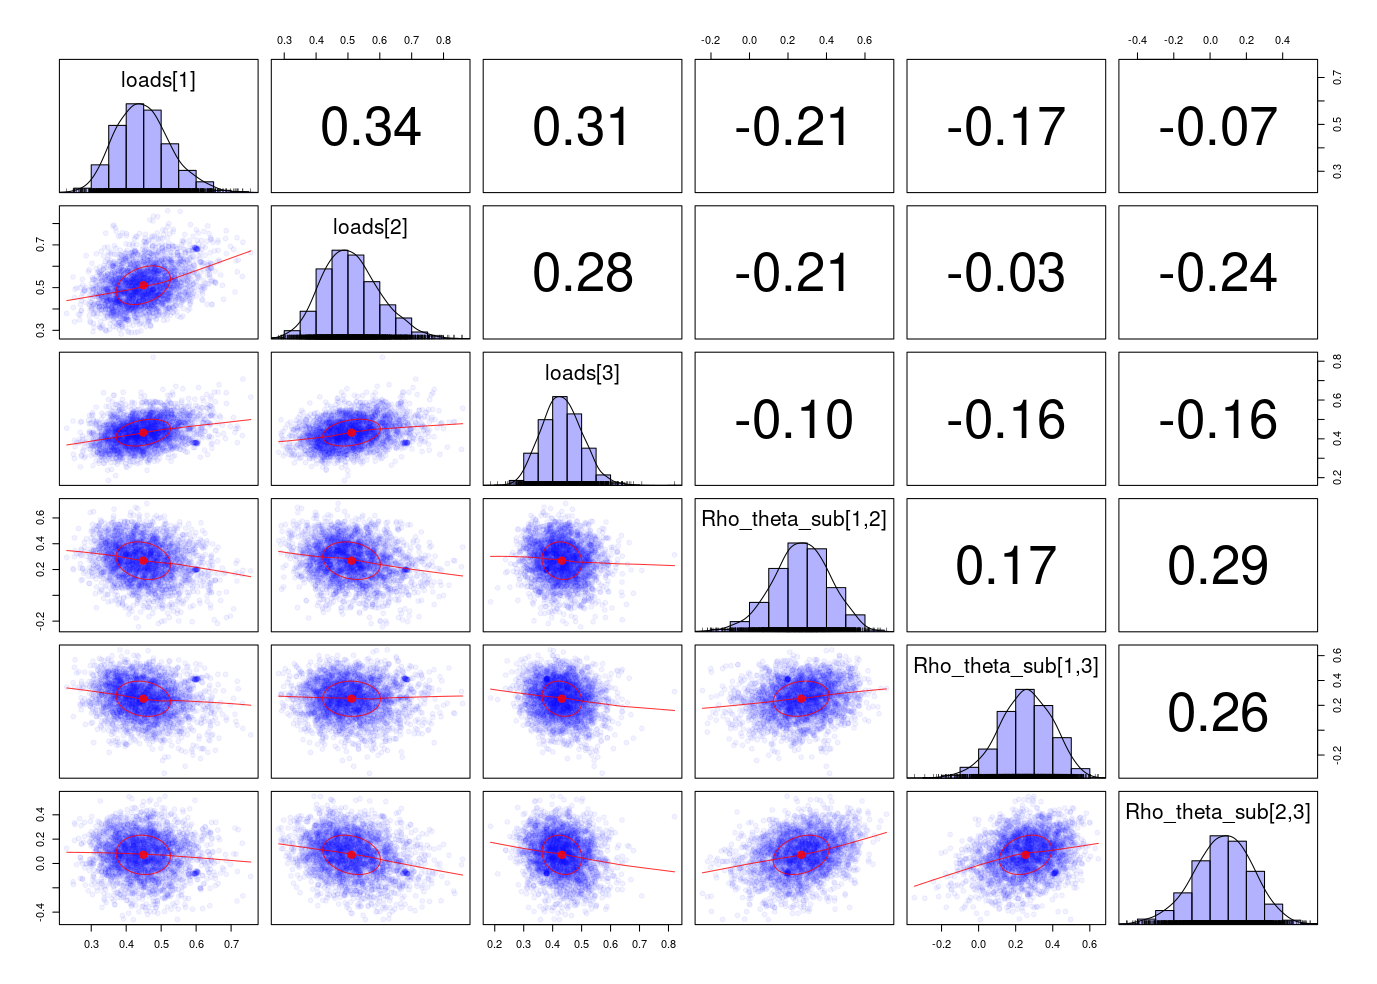 0.3 0.4 0.5 0.6 0.7 0.8 -0.2 0.0 0.2 0.4 0.6 -0.4 -0.2 0.0 0.2 0.4
loads[1] 0.34 0.31 -0.21 -0.17 -0.07
0.3 0.5 0.7
0.3 0.5 0.7
loads[2] 0.28 -0.21 -0.03 -0.24
loads[3] -0.10 -0.16 -0.16
0.2 0.4 0.6 0.8
-0.2 0.2 0.4 0.6
Rho_theta_sub[1,2] 0.17 0.29
Rho_theta_sub[1,3] 0.26
-0.2 0.2 0.4 0.6
-0.4 0.0 0.2 0.4
Rho_theta_sub[2,3]
0.3 0.4 0.5 0.6 0.7 0.2 0.3 0.4 0.5 0.6 0.7 0.8 -0.2 0.0 0.2 0.4 0.6